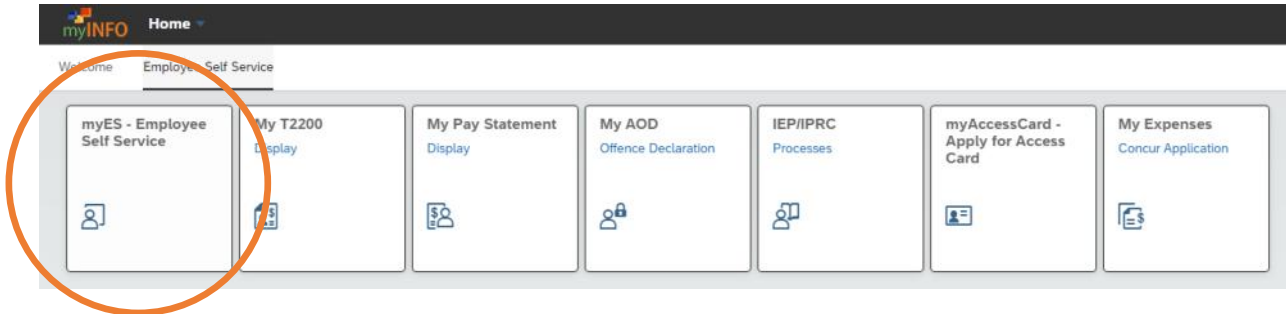 myINFO Home
Welcome Employee Self Service
myES - Employee
Self Service
My T2200
Display
My Pay Statement
Display
My AOD
Offence Declaration
IEP/IPRC
Processes
myAccessCard -
Apply for Access
Card
My Expenses
Concur Application